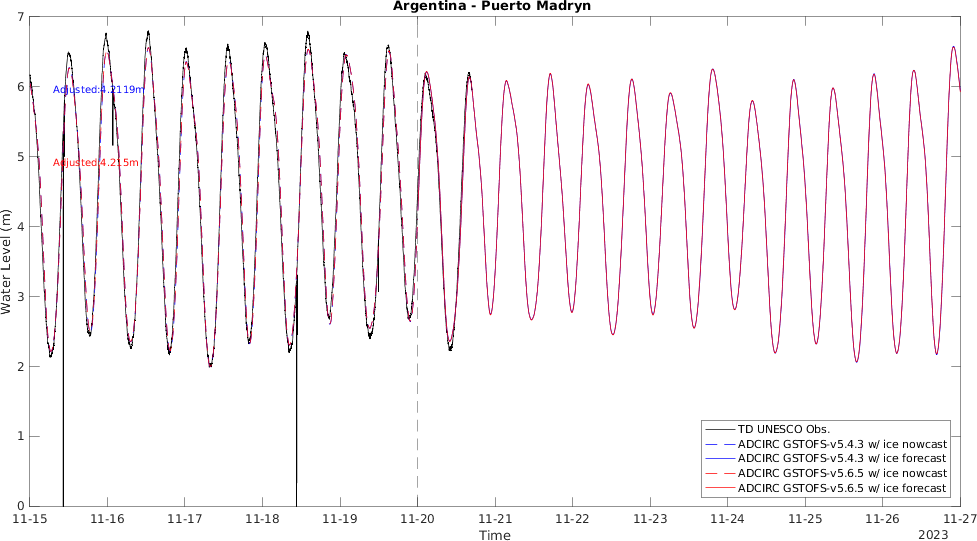 Argentina - Puerto Madryn
7
6
5
4
3
2
1
0
Water Level (m)
Adjusted:4.2119m
Adjusted:4.215m
TD UNESCO Obs.
ADCIRC GSTOFS-v5.4.3 w/ ice nowcast
ADCIRC GSTOFS-v5.4.3 w/ ice forecast
ADCIRC GSTOFS-v5.6.5 w/ ice nowcast
ADCIRC GSTOFS-v5.6.5 w/ ice forecast
11-15 11-16 11-17 11-18 11-19 11-20 11-21 11-22 11-23 11-24 11-25 11-26 11-27
Time
2023